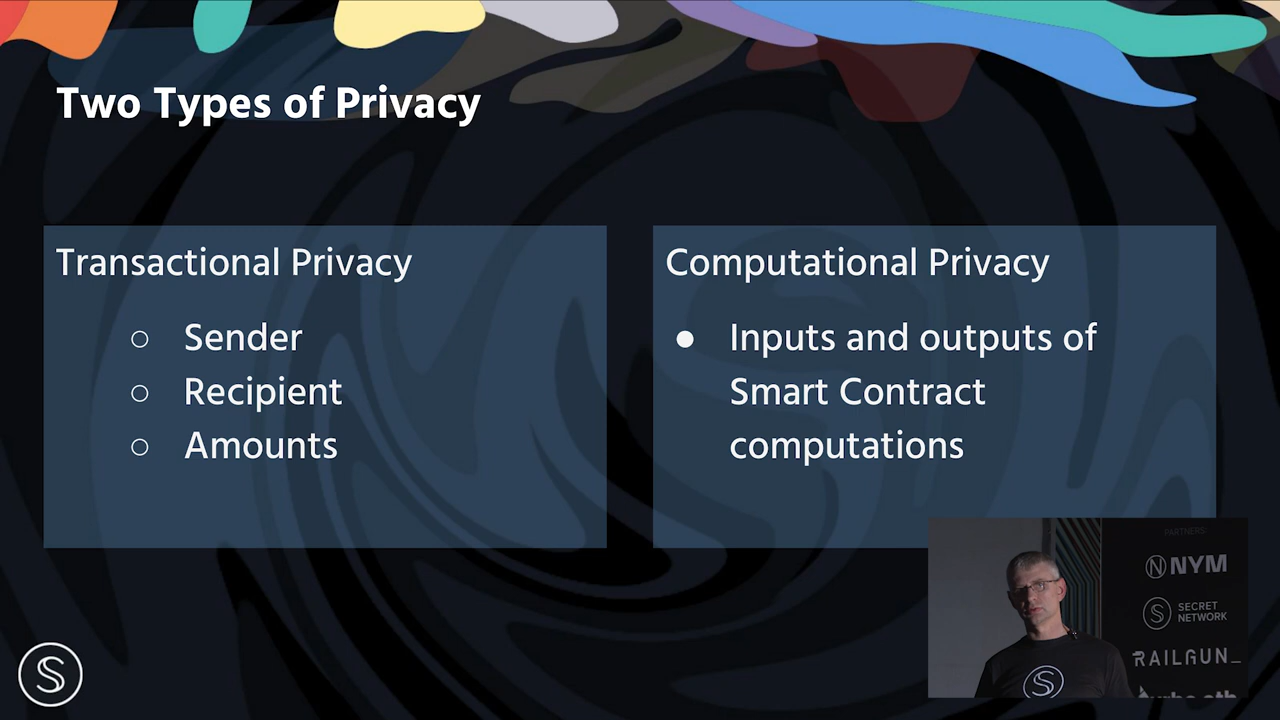 Two Types of Privacy
Transactional Privacy
○ Sender
○ Recipient
○ Amounts
Computational Privacy
● Inputs and outputs of
Smart Contract
computations
PARTNERS:
NYM
SECRET
NETWORK
RAILGUN_